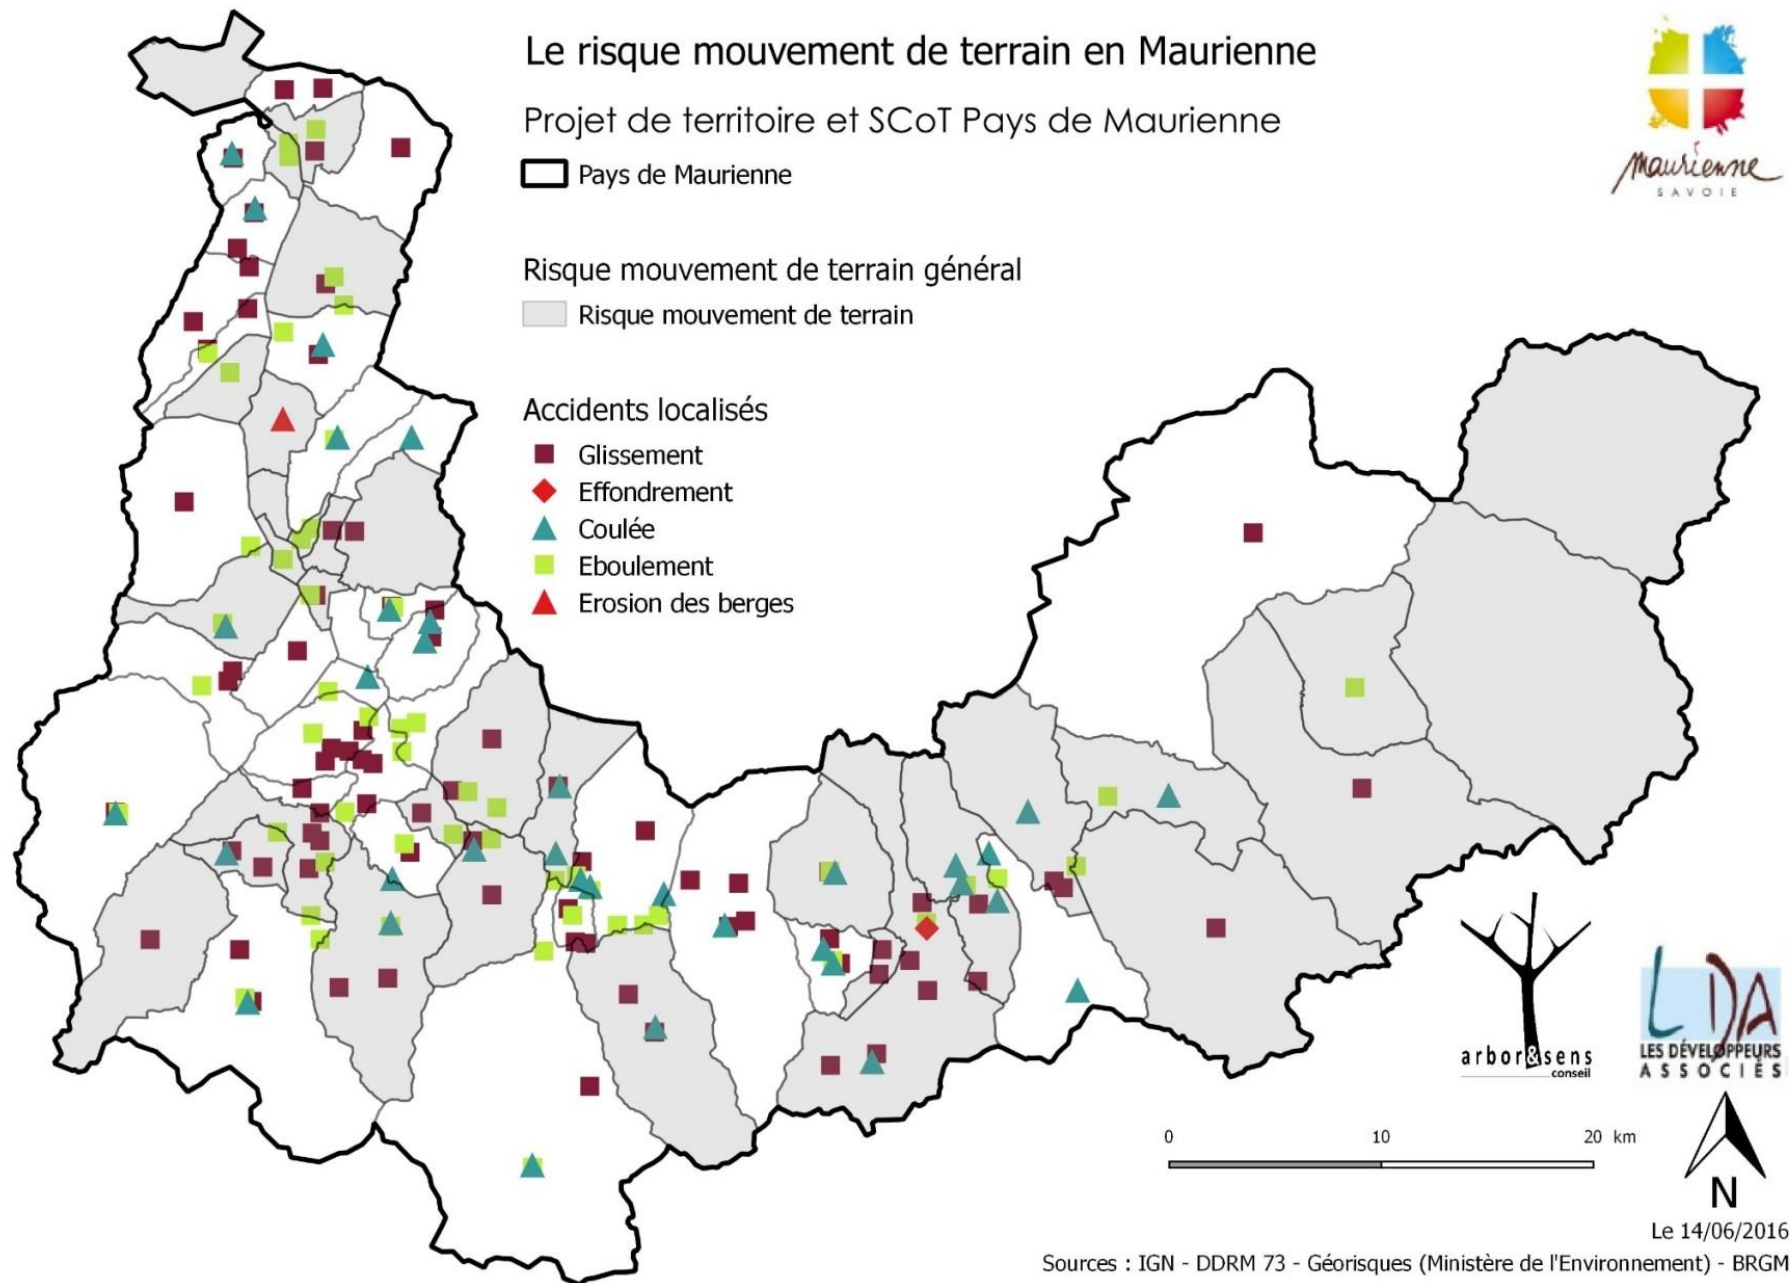 Le risque mouvement de terrain en Maurienne
Projet de territoire et SCoT Pays de Maurienne
Pays de Maurienne
Risque mouvement de terrain général
Risque mouvement de terrain
Accidents localisés
Glissement
Effondrement
Coulée
Eboulement
Erosion des berges
maurienne
SAVOIE
arbor&sens
conseil
LDA
LES DÉVELOPPEURS
ASSOCIÉS
0 10 20 km
N
Le 14/06/2016
Sources : IGN - DDRM 73 - Géorisques (Ministère de l'Environnement) - BRGM